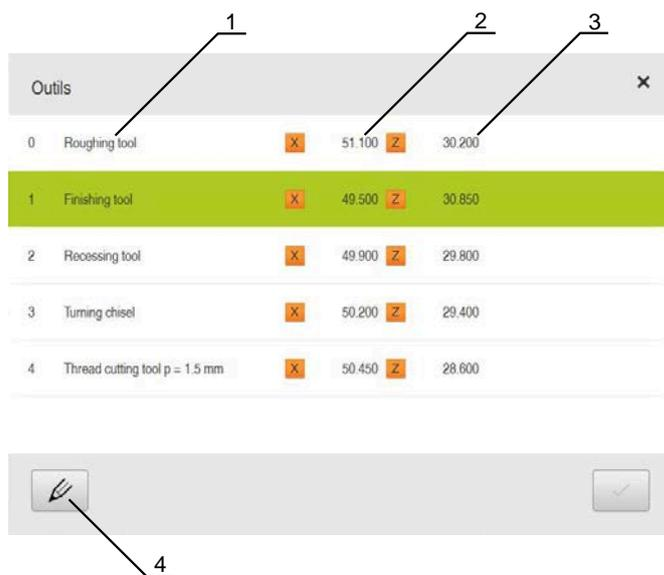 1 2 3
Outils ×
0 Roughing tool X 51.100 Z 30.200
1 Finishing tool X 49.500 Z 30.850
2 Recessing tool X 49.900 Z 29.800
3 Turning chisel X 50.200 Z 29.400
4 Thread cutting tool p = 1.5 mm X 50.450 Z 28.600
4